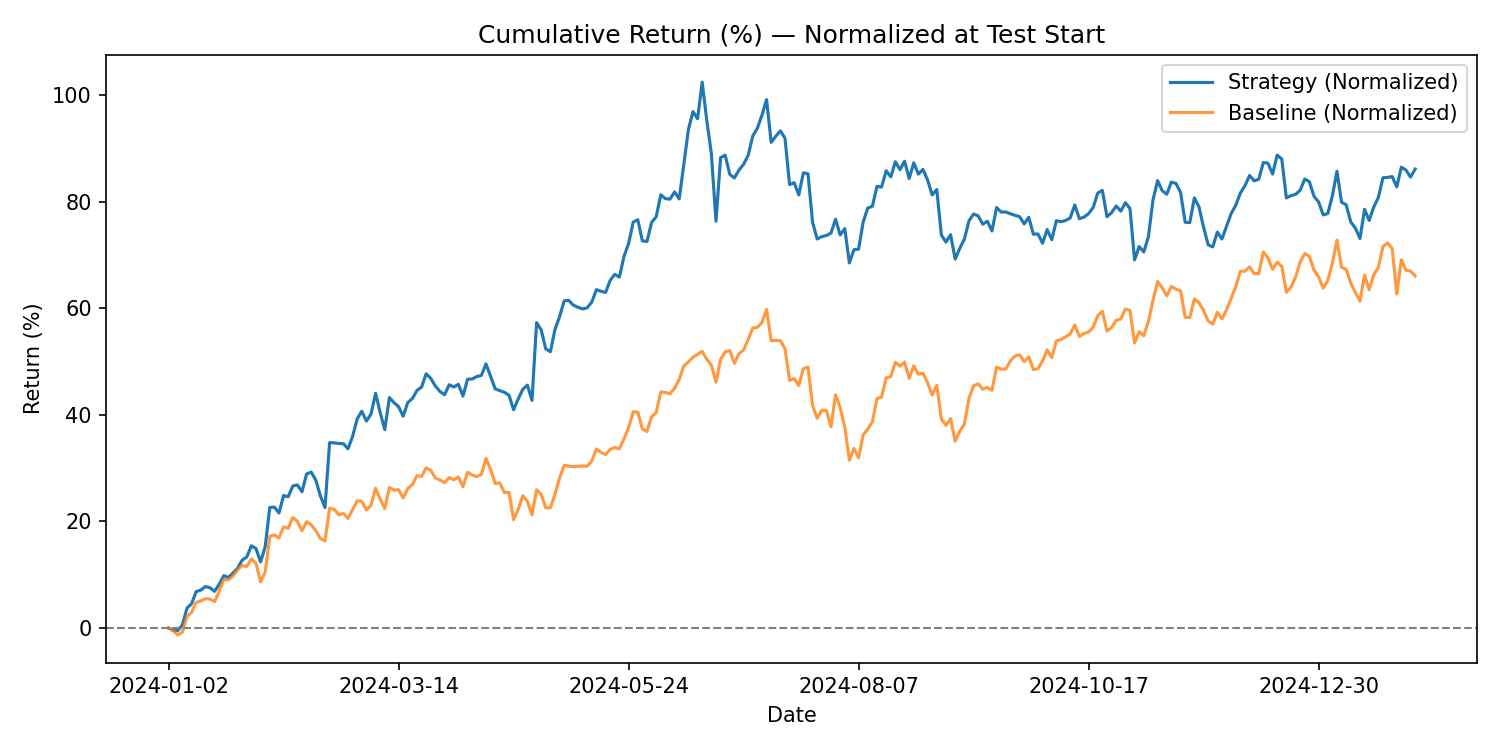 Cumulative Return (%) — Normalized at Test Start
Strategy (Normalized)
Baseline (Normalized)
Return (%)
100
80
60
40
20
0
2024-01-02
2024-03-14
2024-05-24
2024-08-07
2024-10-17
2024-12-30
Date